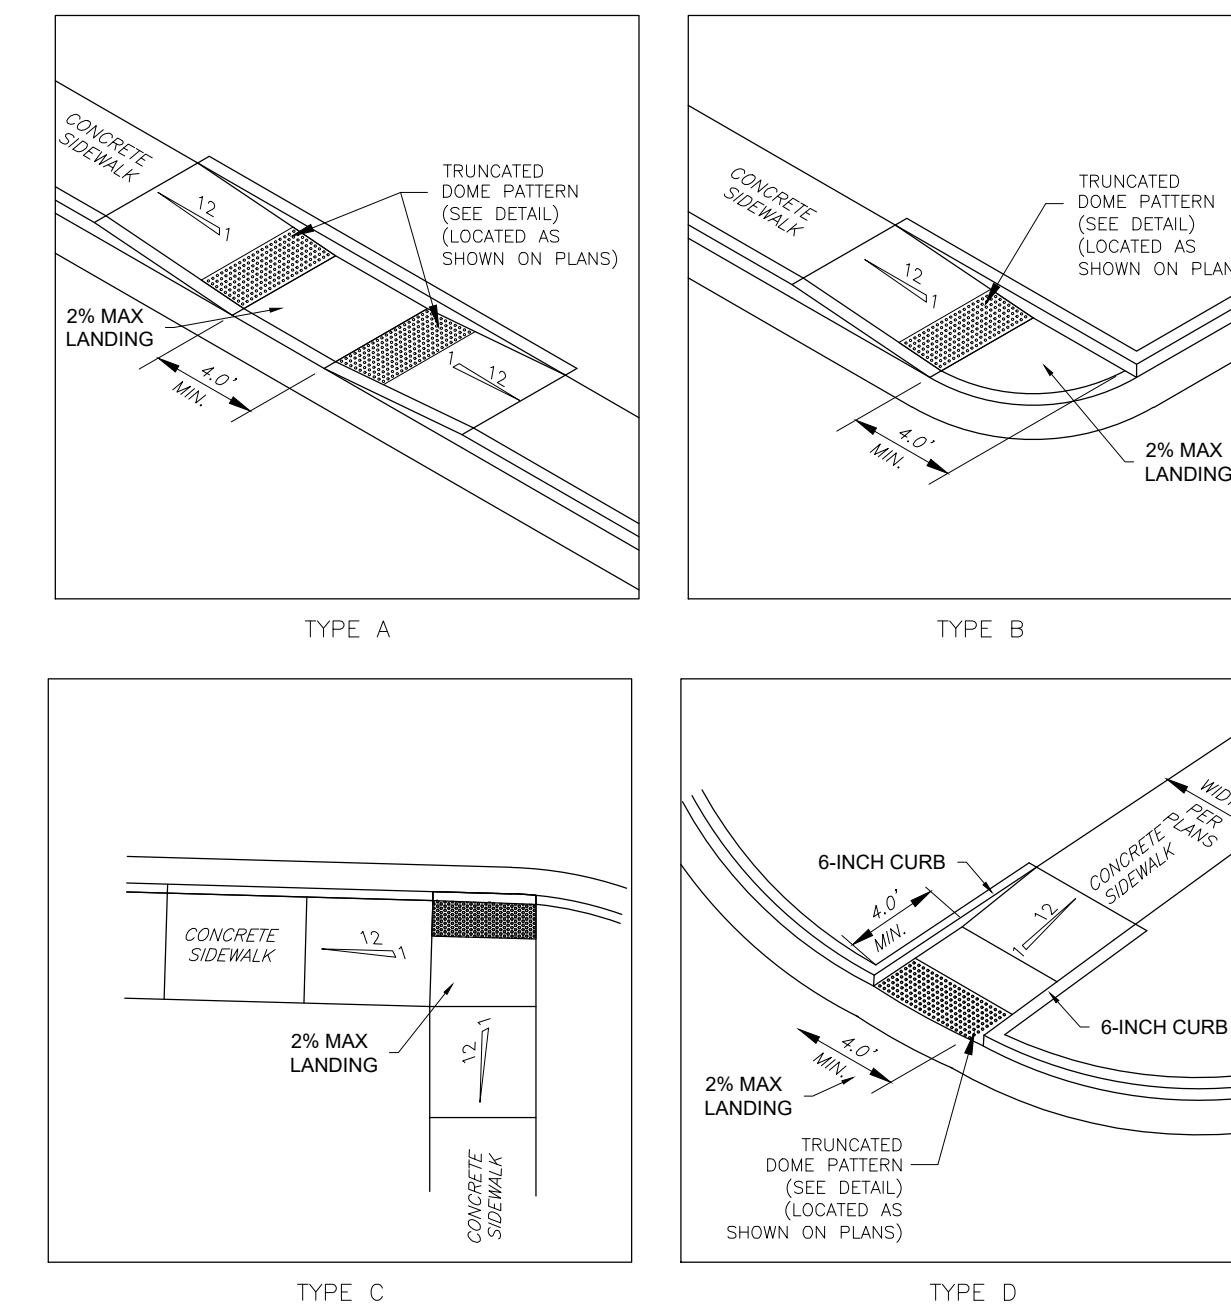 CONCRETE
SIDEWALK
12
1
TRUNCATED
DOME PATTERN
(SEE DETAIL)
(LOCATED AS
SHOWN ON PLANS)
2% MAX
LANDING
4.0'
MIN.
1
12
TYPE A
CONCRETE
SIDEWALK
12
1
TRUNCATED
DOME PATTERN
(SEE DETAIL)
(LOCATED AS
SHOWN ON
4.0'
MIN.
2% MAX
LANDING
TYPE B
CONCRETE
SIDEWALK
12
1
2% MAX
LANDING
12
1
CONCRETE
SIDEWALK
TYPE C
6-INCH CURB
4.0'
MIN.
PER
PLANS
CONCRETE
SIDEWALK
12
1
6-INCH CURB
4.0'
MIN.
2% MAX
LANDING
TRUNCATED
DOME PATTERN
(SEE DETAIL)
(LOCATED AS
SHOWN ON PLANS)
TYPE D